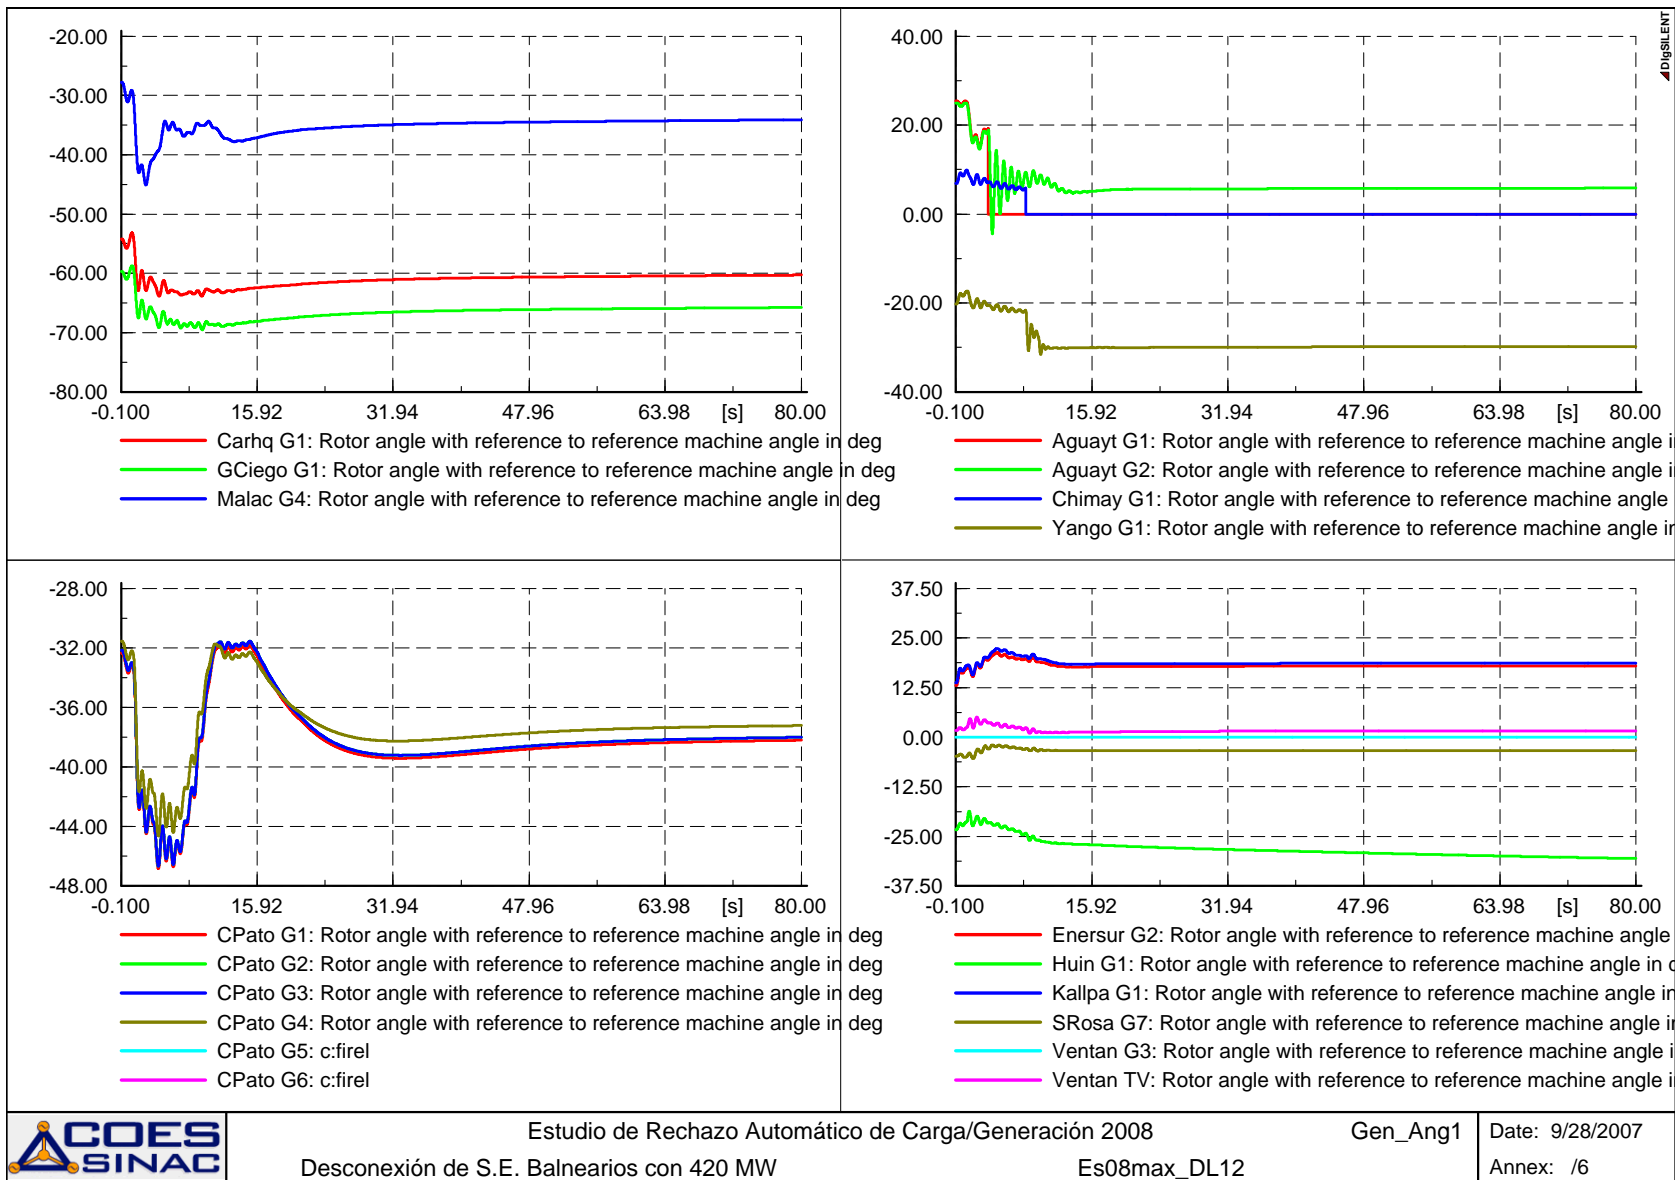 DIgSILENT
-20.00
-30.00
-40.00
-50.00
-60.00
-70.00
-80.00
-0.100 15.92 31.94 47.96 63.98 [s] 80.00
Carhq G1: Rotor angle with reference to reference machine angle in deg
GCiego G1: Rotor angle with reference to reference machine angle in deg
Malac G4: Rotor angle with reference to reference machine angle in deg
40.00
20.00
0.00
-20.00
-40.00
-0.100 15.92 31.94 47.96 63.98 [s] 80.00
Aguayt G1: Rotor angle with reference to reference machine angle i
Aguayt G2: Rotor angle with reference to reference machine angle i
Chimay G1: Rotor angle with reference to reference machine angle
Yango G1: Rotor angle with reference to reference machine angle in
-28.00
-32.00
-36.00
-40.00
-44.00
-48.00
-0.100 15.92 31.94 47.96 63.98 [s] 80.00
CPato G1: Rotor angle with reference to reference machine angle in deg
CPato G2: Rotor angle with reference to reference machine angle in deg
CPato G3: Rotor angle with reference to reference machine angle in deg
CPato G4: Rotor angle with reference to reference machine angle in deg
CPato G5: c:firel
CPato G6: c:firel
37.50
25.00
12.50
0.00
-12.50
-25.00
-37.50
-0.100 15.92 31.94 47.96 63.98 [s] 80.00
Enersur G2: Rotor angle with reference to reference machine angle
Huin G1: Rotor angle with reference to reference machine angle in d
Kallpa G1: Rotor angle with reference to reference machine angle in
SRosa G7: Rotor angle with reference to reference machine angle i
Ventan G3: Rotor angle with reference to reference machine angle i
Ventan TV: Rotor angle with reference to reference machine angle i
COES
SINAC
Estudio de Rechazo Automático de Carga/Generación 2008 Gen_Ang1
Desconexión de S.E. Balnearios con 420 MW Es08max_DL12
Date: 9/28/2007
Annex: /6